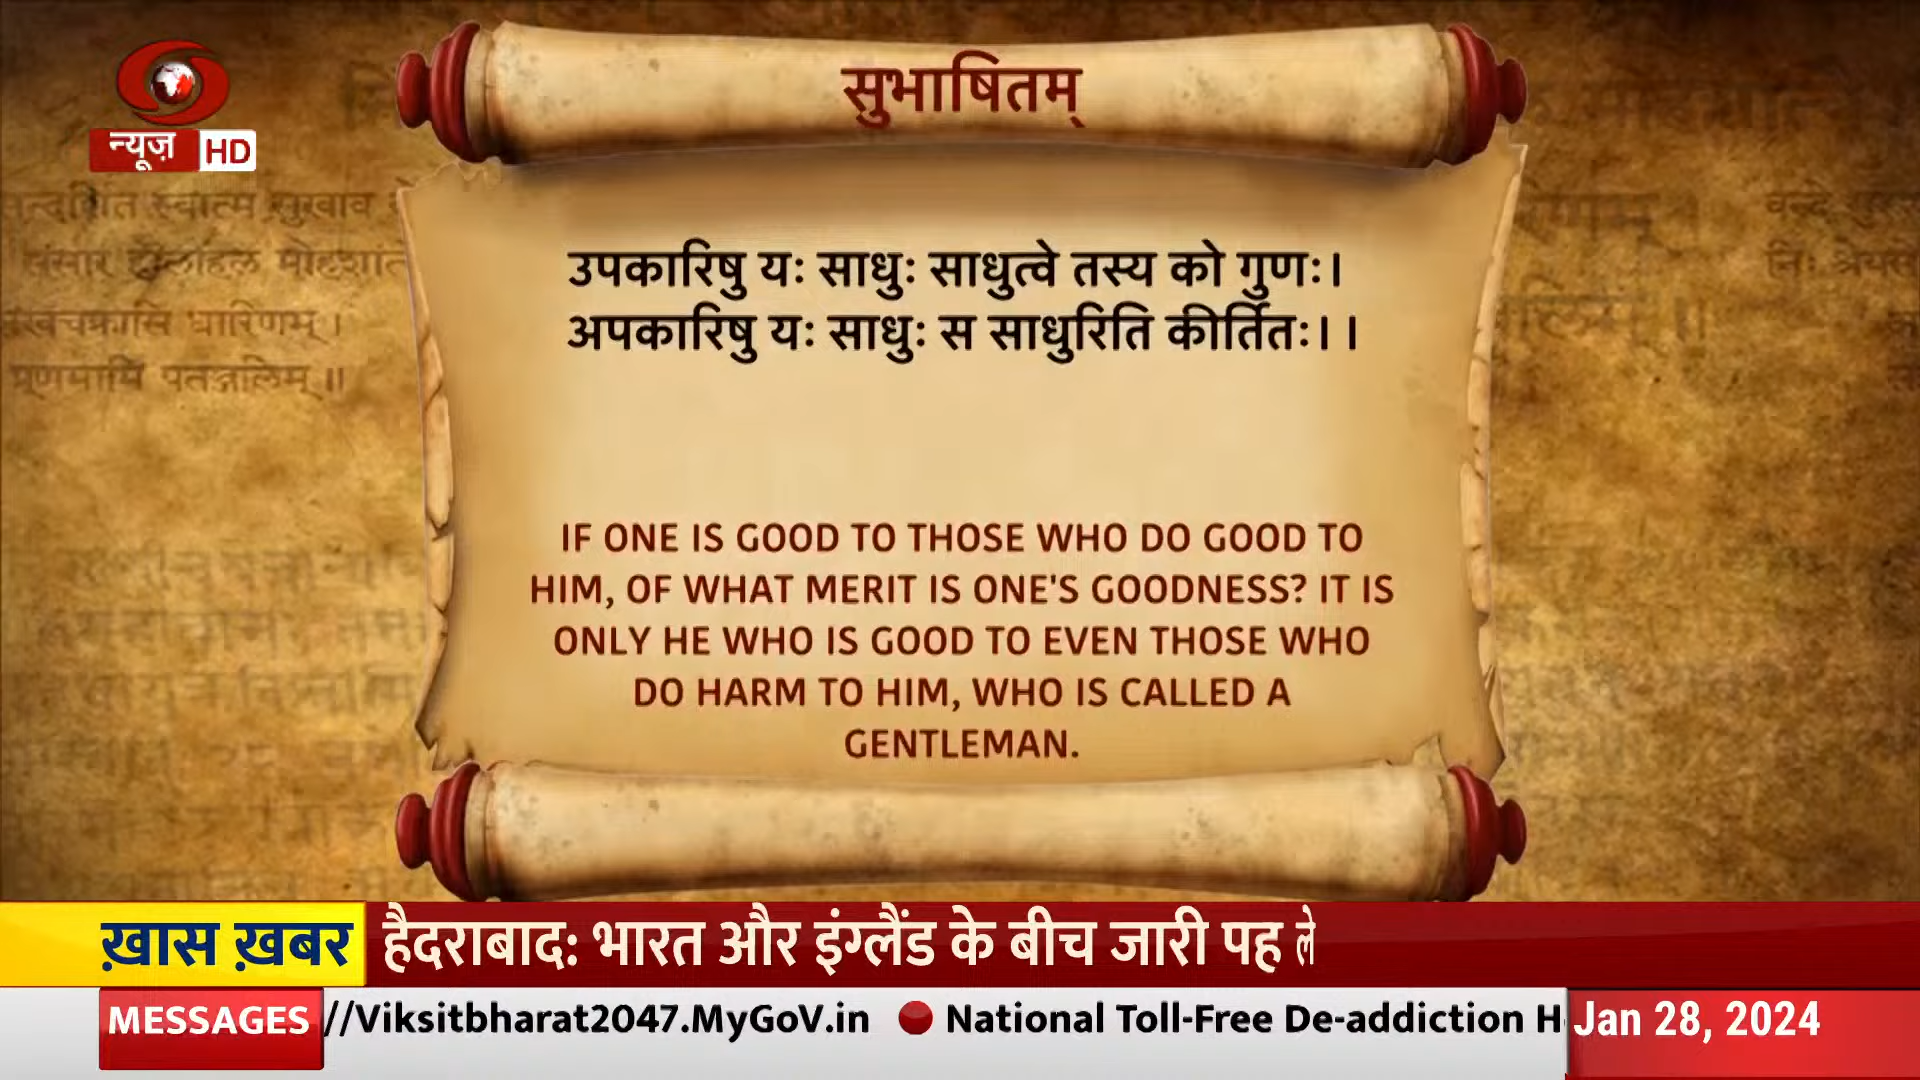 न्यूज़ HD
सुभाषितम्
उपकारिषु यः साधुः साधुत्वे तस्य को गुणः।
अपकारिषु यः साधुः स साधुरिति कीर्तितः।।
IF ONE IS GOOD TO THOSE WHO DO GOOD TO
HIM, OF WHAT MERIT IS ONE'S GOODNESS? IT IS
ONLY HE WHO IS GOOD TO EVEN THOSE WHO
DO HARM TO HIM, WHO IS CALLED A
GENTLEMAN.
ख़ास ख़बर हैदराबाद: भारत और इंग्लैंड के बीच जारी पह ले
MESSAGES //Viksitbharat2047.MyGoV.in National Toll-Free De-addiction H Jan 28, 2024